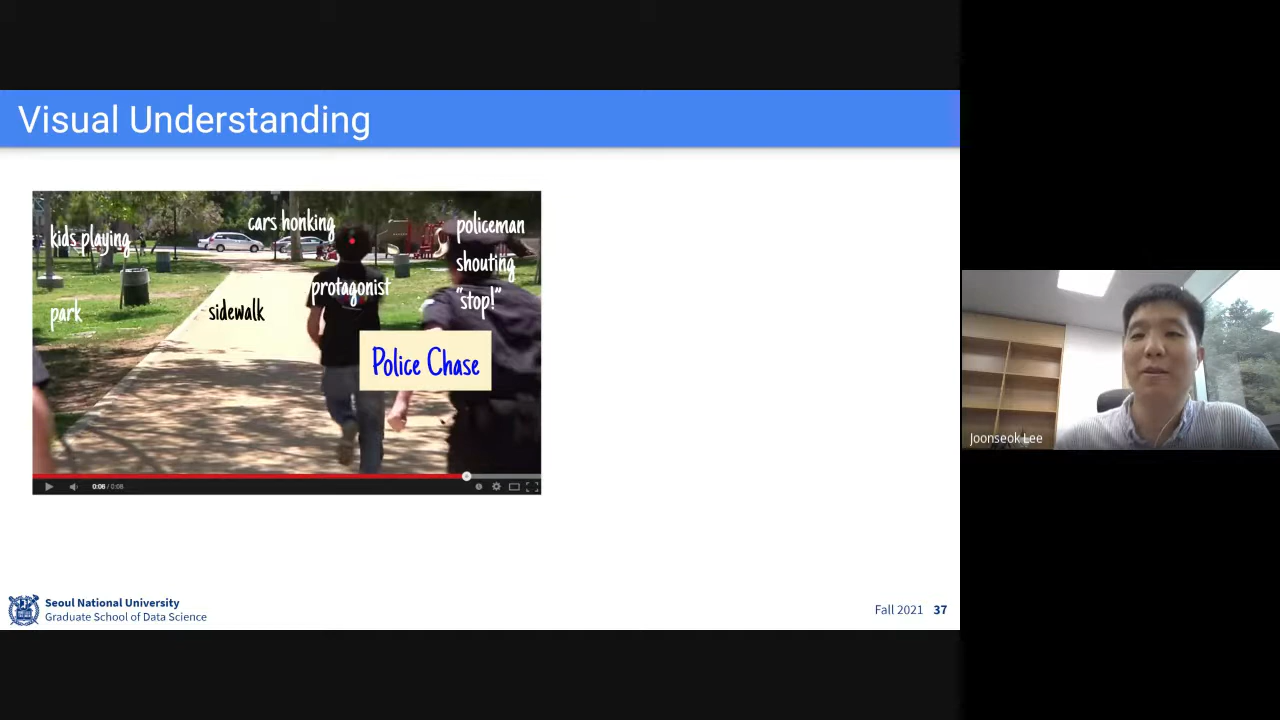 Visual Understanding
cars honking
kids playing
policeman
shouting
"stop!"
protagonist
park
sidewalk
Police Chase
0:06 / 0:08
Joonseok Lee
Seoul National University
Graduate School of Data Science
Fall 2021 37